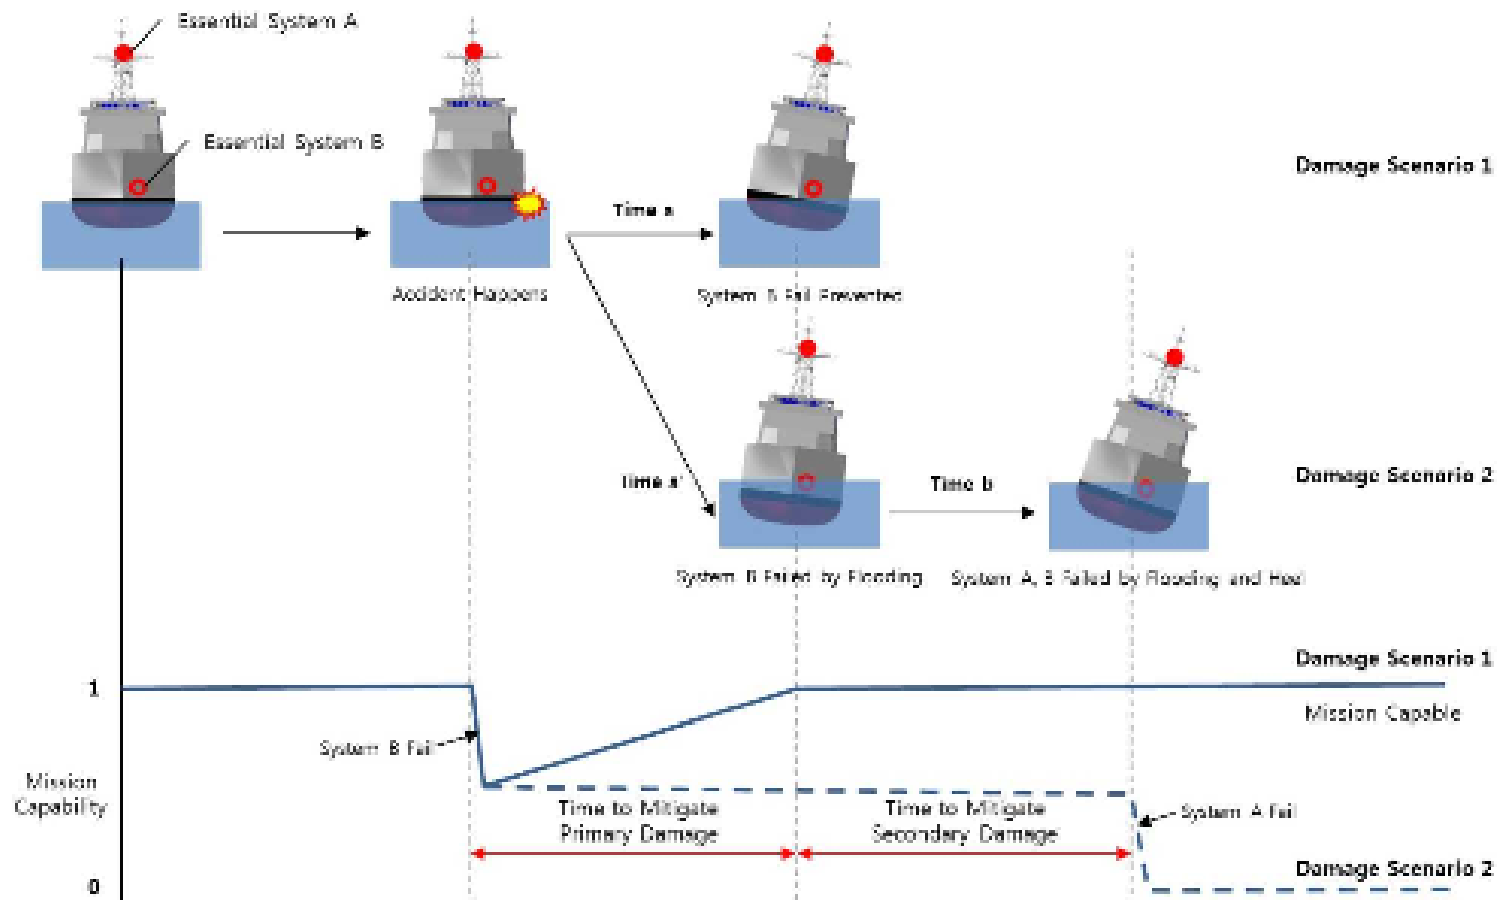 Essential System A
Essential System B
Damage Scenario 1
Time a
Accident Happens
System B Fail Prevented
Time a'
Time b
Damage Scenario 2
System B Failed by Flooding
System A, B Failed by Flooding and Heel
Damage Scenario 1
1
Mission Capable
System B Fail
Mission
Capability
Time to Mitigate
Primary Damage
Time to Mitigate
Secondary Damage
System A Fail
Damage Scenario 2
0